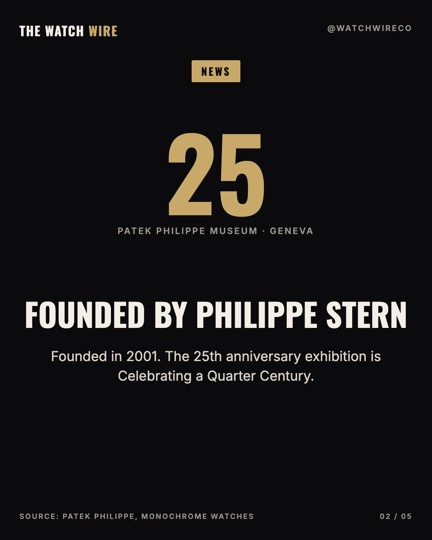 THE WATCH WIRE
@WATCHWIRECO
NEWS
25
PATEK PHILIPPE MUSEUM · GENEVA
FOUNDED BY PHILIPPE STERN
Founded in 2001. The 25th anniversary exhibition is
Celebrating a Quarter Century.
SOURCE: PATEK PHILIPPE, MONOCHROME WATCHES
02 / 05